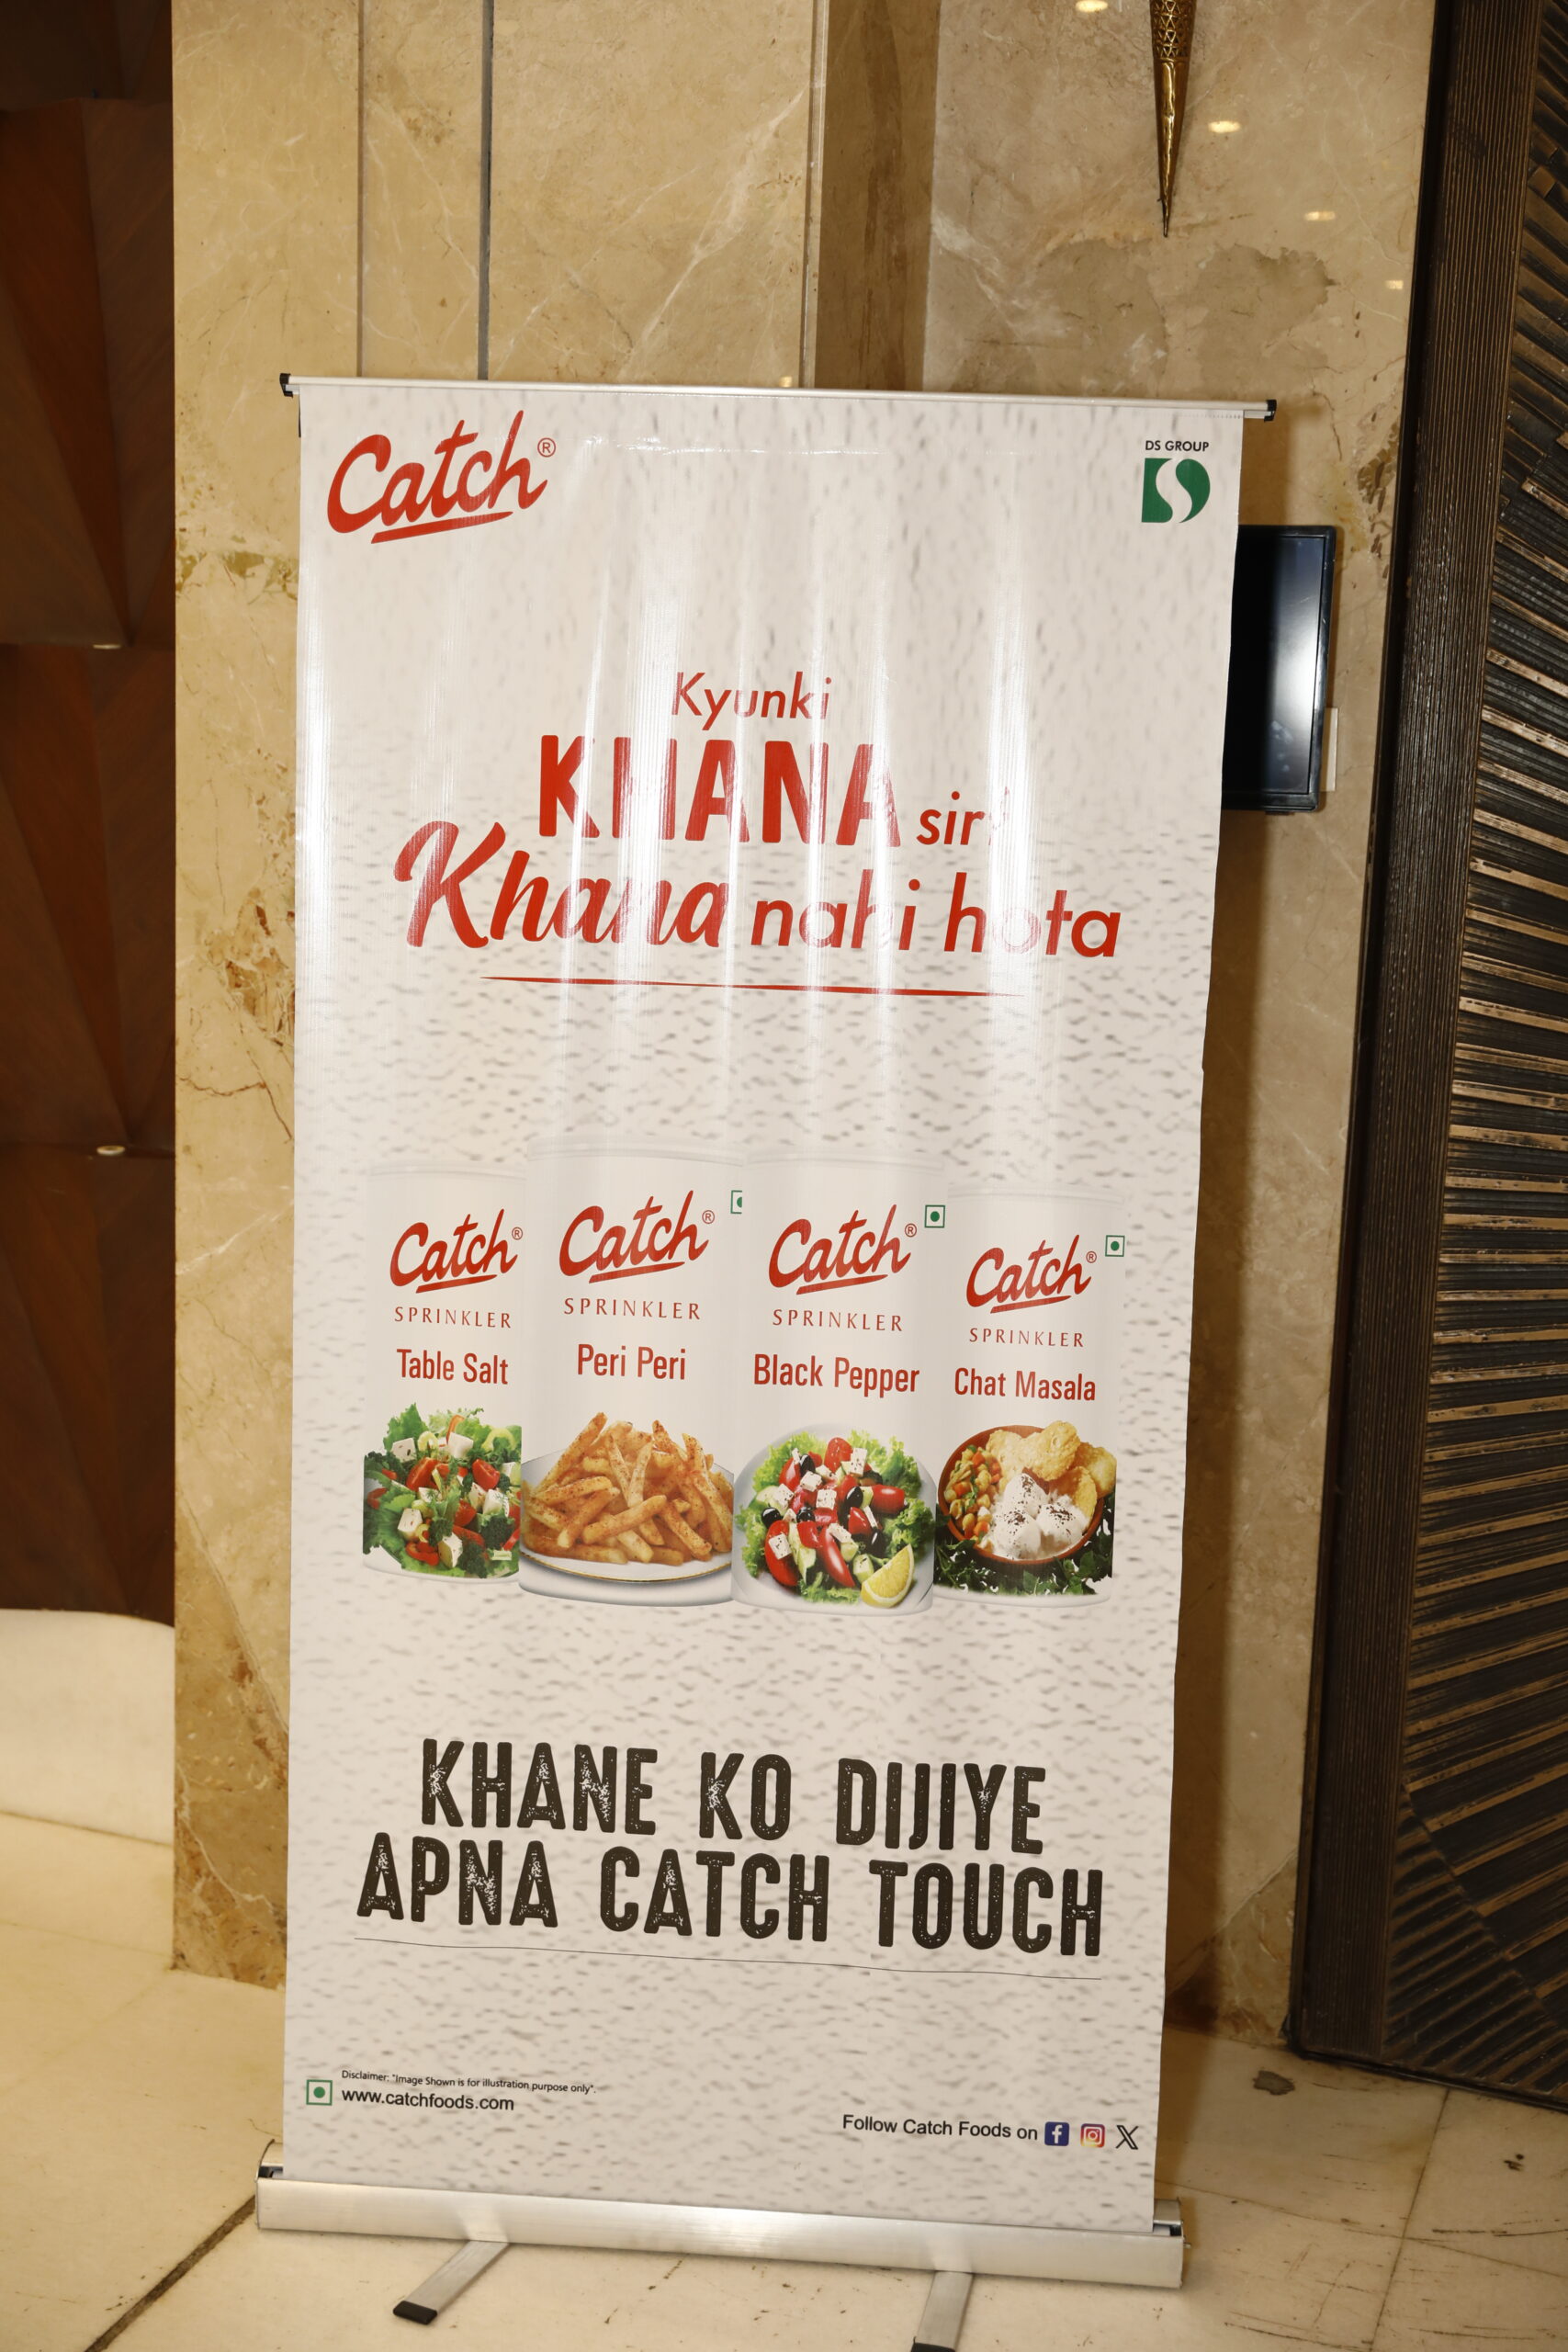 Catch®
DS GROUP
Kyunki
KHANA sirf
Khana nahi hota
Catch®
SPRINKLER
Table Salt
Catch®
SPRINKLER
Peri Peri
Catch®
SPRINKLER
Black Pepper
Catch®
SPRINKLER
Chat Masala
KHANE KO DIJIYE
APNA CATCH TOUCH
Disclaimer: "Image Shown is for illustration purpose only".
www.catchfoods.com
Follow Catch Foods on